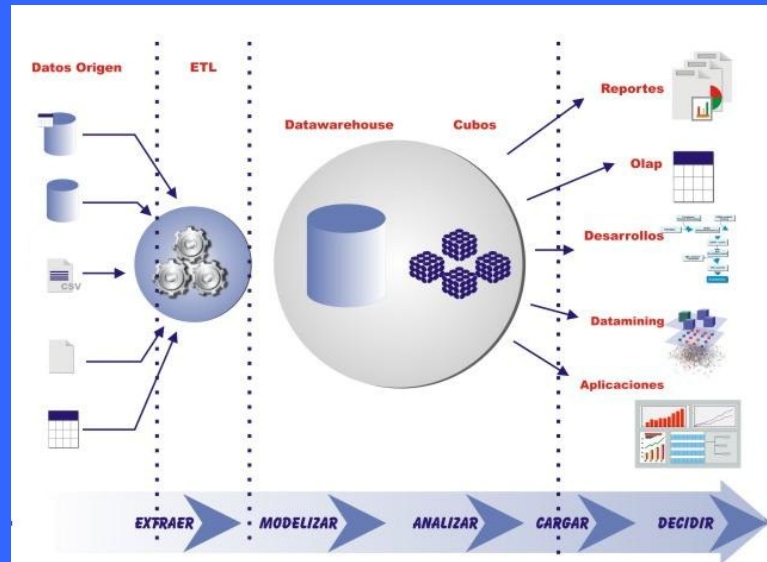 Datos Origen
ETL
Datawarehouse
Cubos
Reportes
Olap
Desarrollos
Datamining
Aplicaciones
CSV
EXTRAER
MODELIZAR
ANALIZAR
CARGAR
DECIDIR